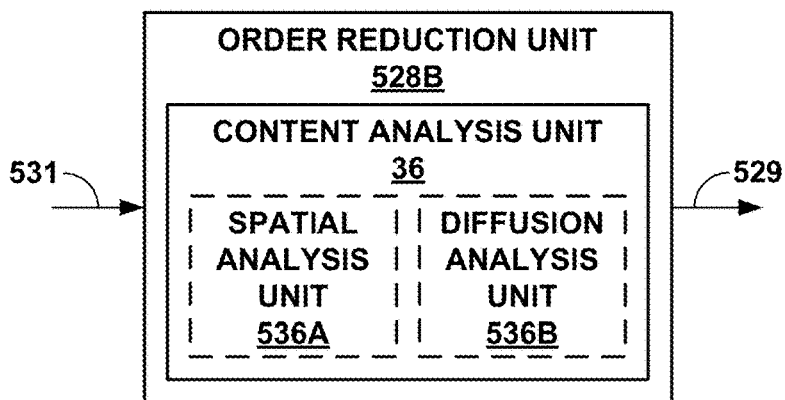 ORDER REDUCTION UNIT
528B
CONTENT ANALYSIS UNIT
36
531
529
SPATIAL
ANALYSIS
UNIT
536A
DIFFUSION
ANALYSIS
UNIT
536B